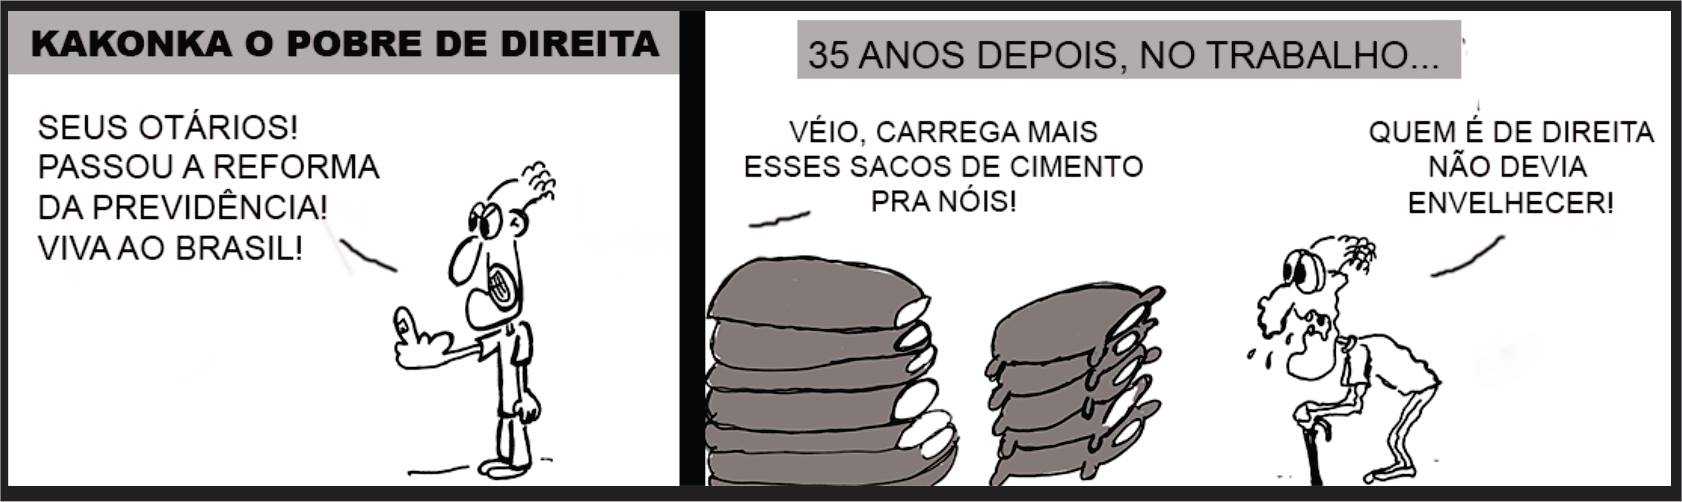 KAKONKA O POBRE DE DIREITA
SEUS OTÁRIOS!
PASSOU A REFORMA
DA PREVIDÊNCIA!
VIVA AO BRASIL!
35 ANOS DEPOIS, NO TRABALHO...
VÉIO, CARREGA MAIS
ESSES SACOS DE CIMENTO
PRA NÓIS!
QUEM É DE DIREITA
NÃO DEVIA
ENVELHECER!